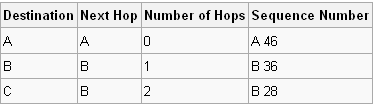 Destination Next Hop Number of Hops Sequence Number
A A 0 A 46
B B 1 B 36
C B 2 B 28